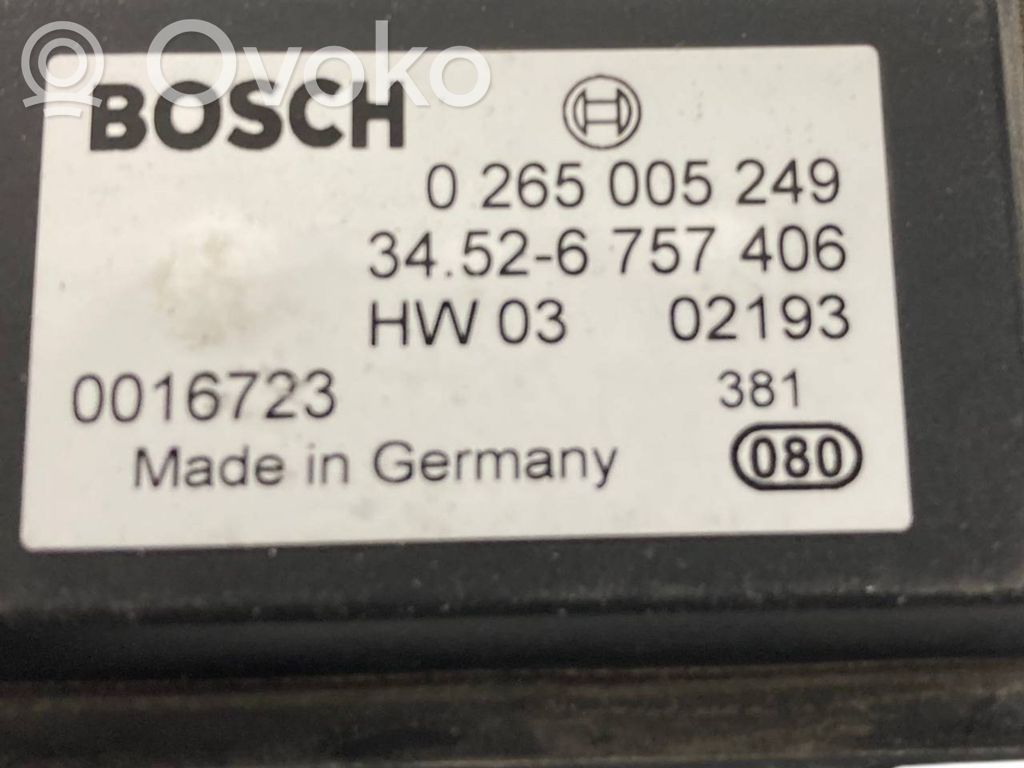 Ovoko
BOSCH
0 265 005 249
34.52-6 757 406
HW 03 02193
0016723 381
Made in Germany 080